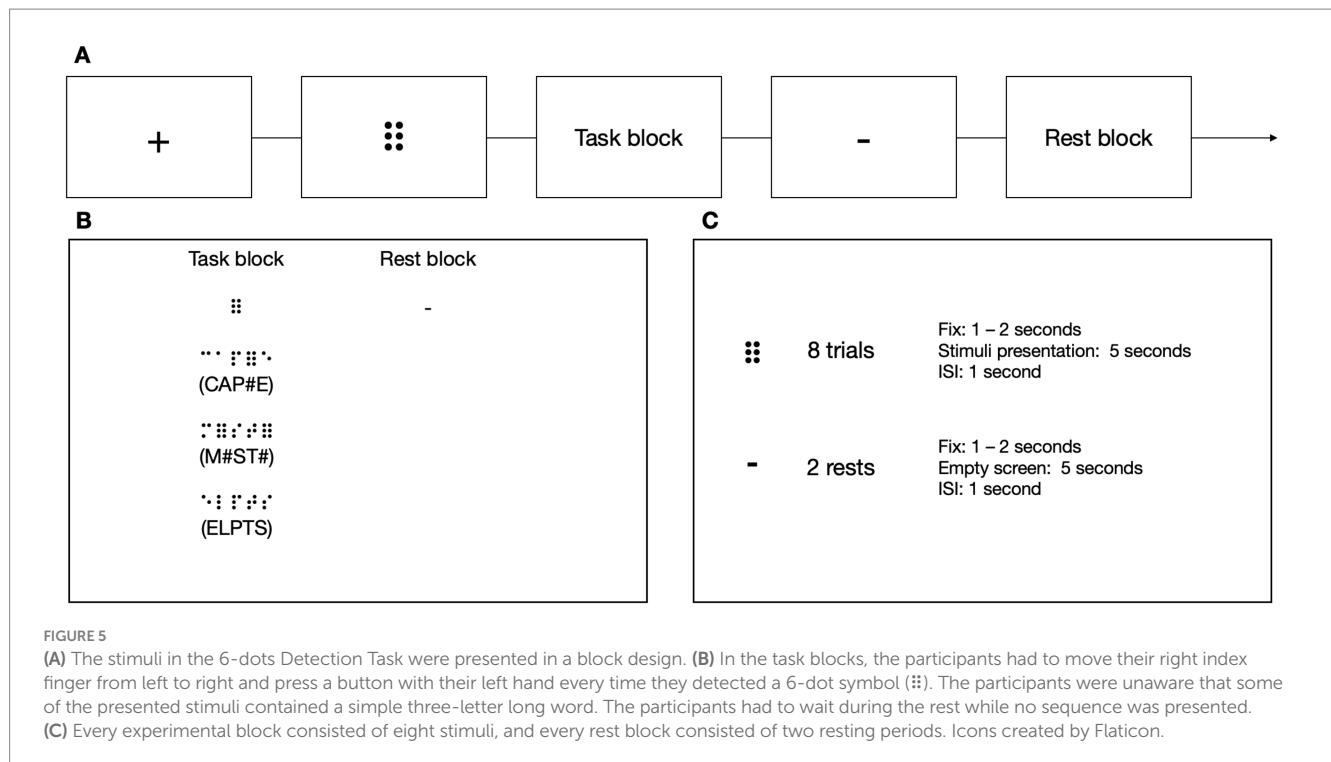 A
+
⠿
Task block
-
Rest block
B
Task block Rest block
⠿ -
⠉⠁⠏⠿⠑
(CAP#E)
⠍⠿⠎⠞⠿
(M#ST#)
⠑⠇⠏⠞⠎
(ELPTS)
C
⠿ 8 trials
Fix: 1 – 2 seconds
Stimuli presentation: 5 seconds
ISI: 1 second
- 2 rests
Fix: 1 – 2 seconds
Empty screen: 5 seconds
ISI: 1 second
FIGURE 5
(A) The stimuli in the 6-dots Detection Task were presented in a block design. (B) In the task blocks, the participants had to move their right index
finger from left to right and press a button with their left hand every time they detected a 6-dot symbol (⠿). The participants were unaware that some
of the presented stimuli contained a simple three-letter long word. The participants had to wait during the rest while no sequence was presented.
(C) Every experimental block consisted of eight stimuli, and every rest block consisted of two resting periods. Icons created by Flaticon.